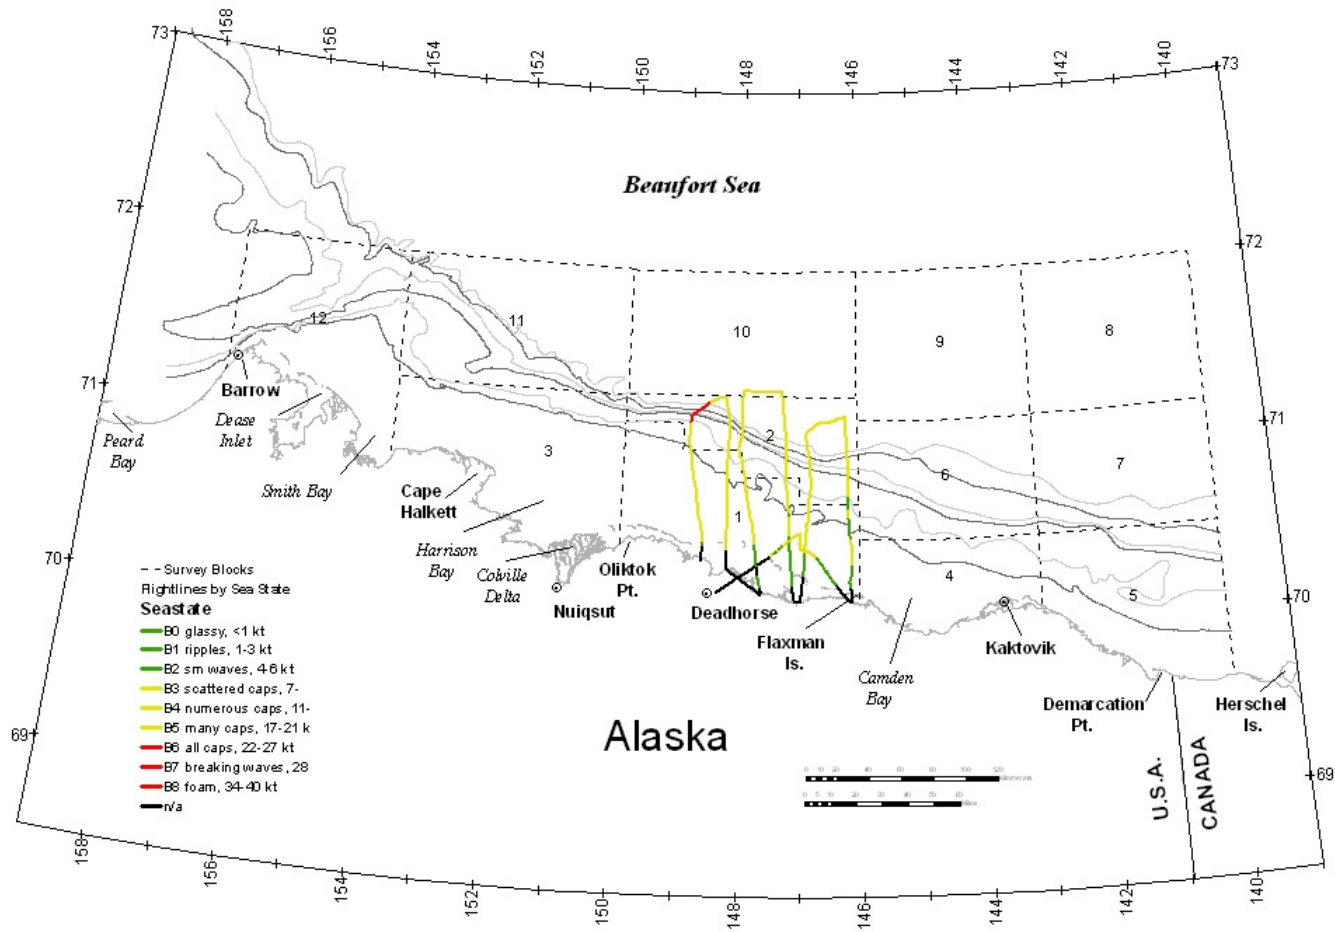 73
158
156
154
152
150
148
146
144
142
140
73
Beaufort Sea
72
72
12
11
10
9
8
71
71
Barrow
Dease
Inlet
Peard
Bay
Smith Bay
3
2
6
7
Cape
Halkett
1
Harrison
Bay
Colville
Delta
Oliktok
Pt.
Nuiqsut
Deadhorse
Flaxman
Is.
4
5
70
70
Kaktovik
Camden
Bay
Demarcation
Pt.
Herschel
Is.
Survey Blocks
Flightlines by Sea State
Seastate
B0 glassy, <1 kt
B1 ripples, 1-3 kt
B2 sm waves, 4-6 kt
B3 scattered caps, 7-
B4 numerous caps, 11-
B5 many caps, 17-21 k
B6 all caps, 22-27 kt
B7 breaking waves, 28
B8 foam, 34-40 kt
n/a
Alaska
U.S.A.
CANADA
69
69
158
156
154
152
150
148
146
144
142
140